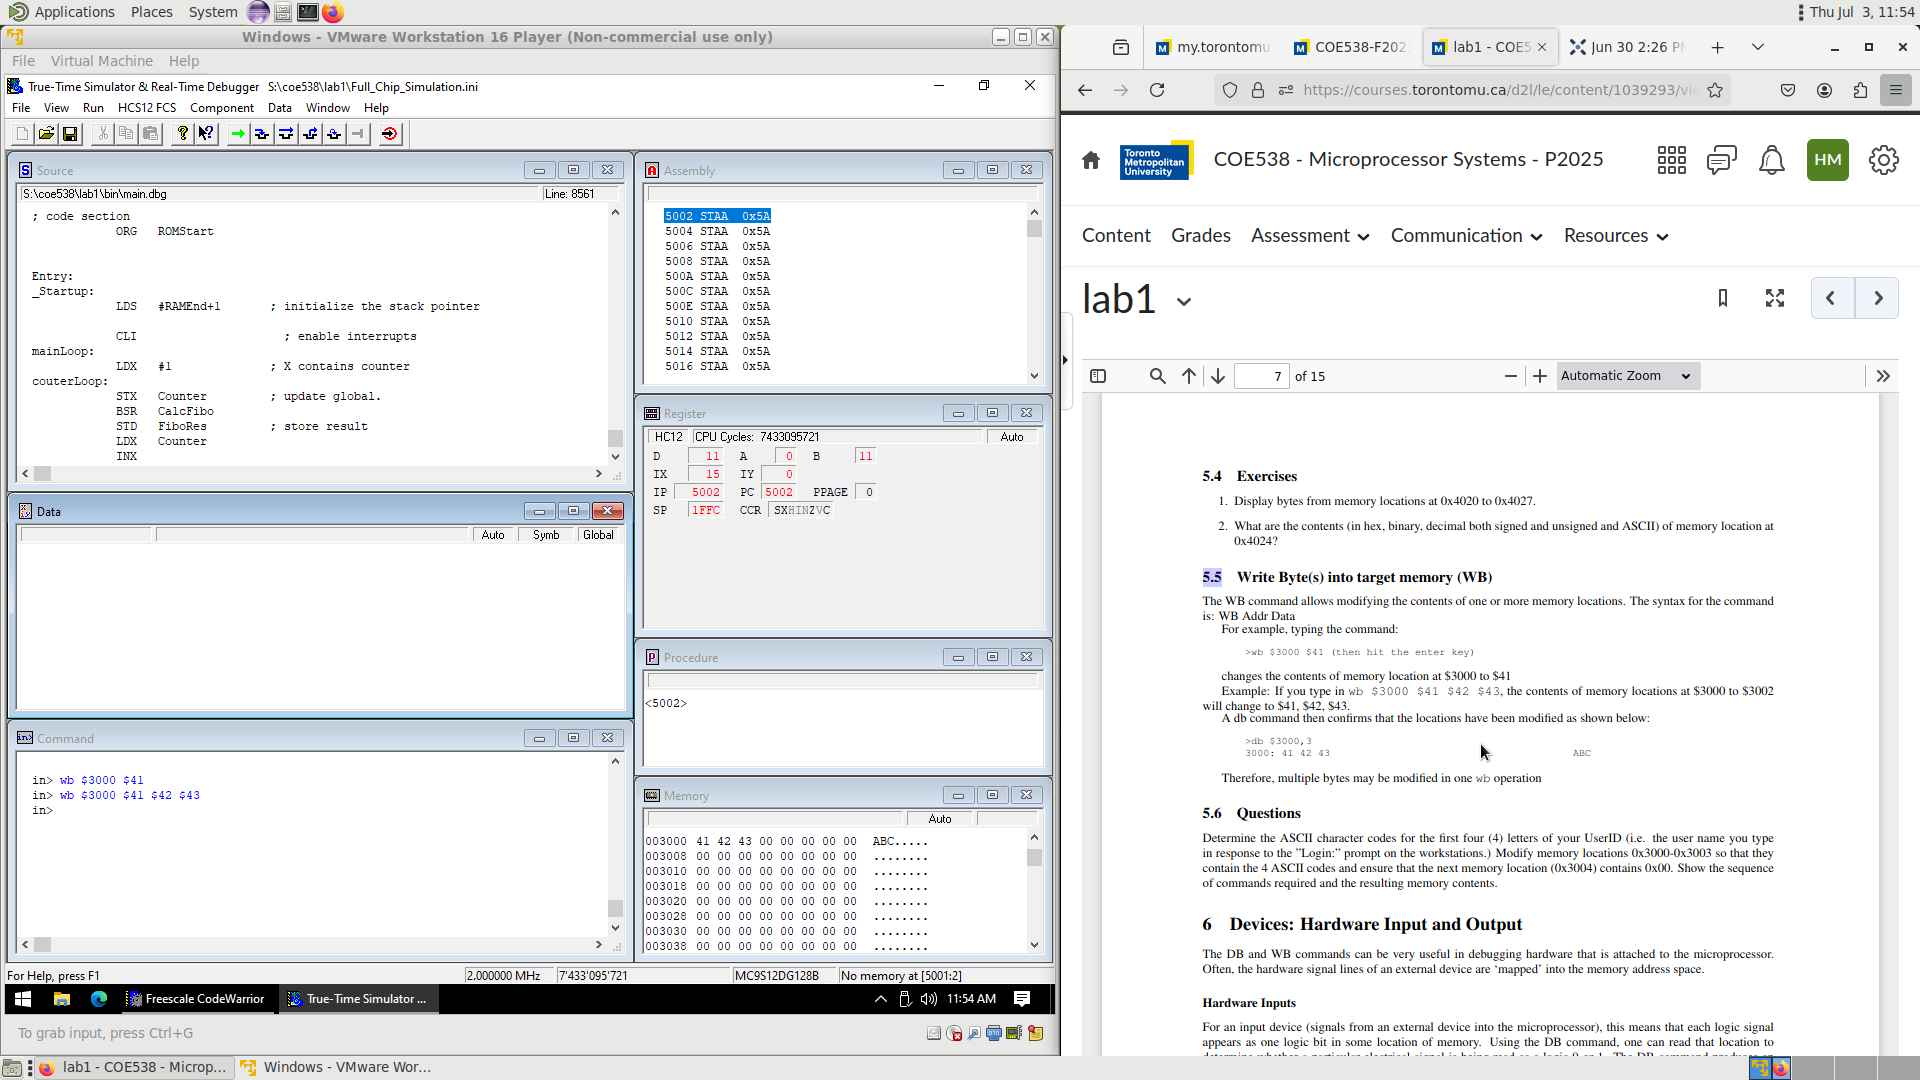 Applications Places System Thu Jul 3, 11:54
Windows - VMware Workstation 16 Player (Non-commercial use only)
File Virtual Machine Help
True-Time Simulator & Real-Time Debugger S:\coe538\lab1\Full_Chip_Simulation.ini
File View Run HCS12 FCS Component Data Window Help
Source
S:\coe538\lab1\bin\main.dbg Line: 8561
; code section
ORG ROMStart
Entry:
_Startup:
LDS #RAMEnd+1 ; initialize the stack pointer
CLI ; enable interrupts
mainLoop:
LDX #1 ; X contains counter
couterLoop:
STX Counter ; update global.
BSR CalcFibo
STD FiboRes ; store result
LDX Counter
INX
Data
Auto Symb Global
Command
in> wb $3000 $41
in> wb $3000 $41 $42 $43
in>
Assembly
5002 STAA 0x5A
5004 STAA 0x5A
5006 STAA 0x5A
5008 STAA 0x5A
500A STAA 0x5A
500C STAA 0x5A
500E STAA 0x5A
5010 STAA 0x5A
5012 STAA 0x5A
5014 STAA 0x5A
5016 STAA 0x5A
Register
HC12 CPU Cycles: 7433095721 Auto
D 11 A 0 B 11
IX 15 IY 0
IP 5002 PC 5002 PPAGE 0
SP 1FFC CCR SXHINZVC
Procedure
<5002>
Memory
Auto
003000 41 42 43 00 00 00 00 00 ABC.....
003008 00 00 00 00 00 00 00 00 ........
003010 00 00 00 00 00 00 00 00 ........
003018 00 00 00 00 00 00 00 00 ........
003020 00 00 00 00 00 00 00 00 ........
003028 00 00 00 00 00 00 00 00 ........
003030 00 00 00 00 00 00 00 00 ........
003038 00 00 00 00 00 00 00 00 ........
For Help, press F1 2.000000 MHz 7'433'095'721 MC9S12DG128B No memory at [5001:2]
Freescale CodeWarrior True-Time Simulator ... 11:54 AM
To grab input, press Ctrl+G
my.torontomu COE538-F202 lab1 - COE5 Jun 30 2:26 P
https://courses.torontomu.ca/d2l/le/content/1039293/vi
Toronto Metropolitan University
COE538 - Microprocessor Systems - P2025
HM
Content Grades Assessment Communication Resources
lab1
7 of 15 Automatic Zoom
5.4 Exercises
1. Display bytes from memory locations at 0x4020 to 0x4027.
2. What are the contents (in hex, binary, decimal both signed and unsigned and ASCII) of memory location at
0x4024?
5.5 Write Byte(s) into target memory (WB)
The WB command allows modifying the contents of one or more memory locations. The syntax for the command
is: WB Addr Data
For example, typing the command:
>wb $3000 $41 (then hit the enter key)
changes the contents of memory location at $3000 to $41
Example: If you type in wb $3000 $41 $42 $43, the contents of memory locations at $3000 to $3002
will change to $41, $42, $43.
A db command then confirms that the locations have been modified as shown below:
>db $3000,3
3000: 41 42 43 ABC
Therefore, multiple bytes may be modified in one wb operation
5.6 Questions
Determine the ASCII character codes for the first four (4) letters of your UserID (i.e. the user name you type
in response to the "Login:" prompt on the workstations.) Modify memory locations 0x3000-0x3003 so that they
contain the 4 ASCII codes and ensure that the next memory location (0x3004) contains 0x00. Show the sequence
of commands required and the resulting memory contents.
6 Devices: Hardware Input and Output
The DB and WB commands can be very useful in debugging hardware that is attached to the microprocessor.
Often, the hardware signal lines of an external device are ‘mapped’ into the memory address space.
Hardware Inputs
For an input device (signals from an external device into the microprocessor), this means that each logic signal
appears as one logic bit in some location of memory. Using the DB command, one can read that location to
lab1 - COE538 - Microp... Windows - VMware Wor...